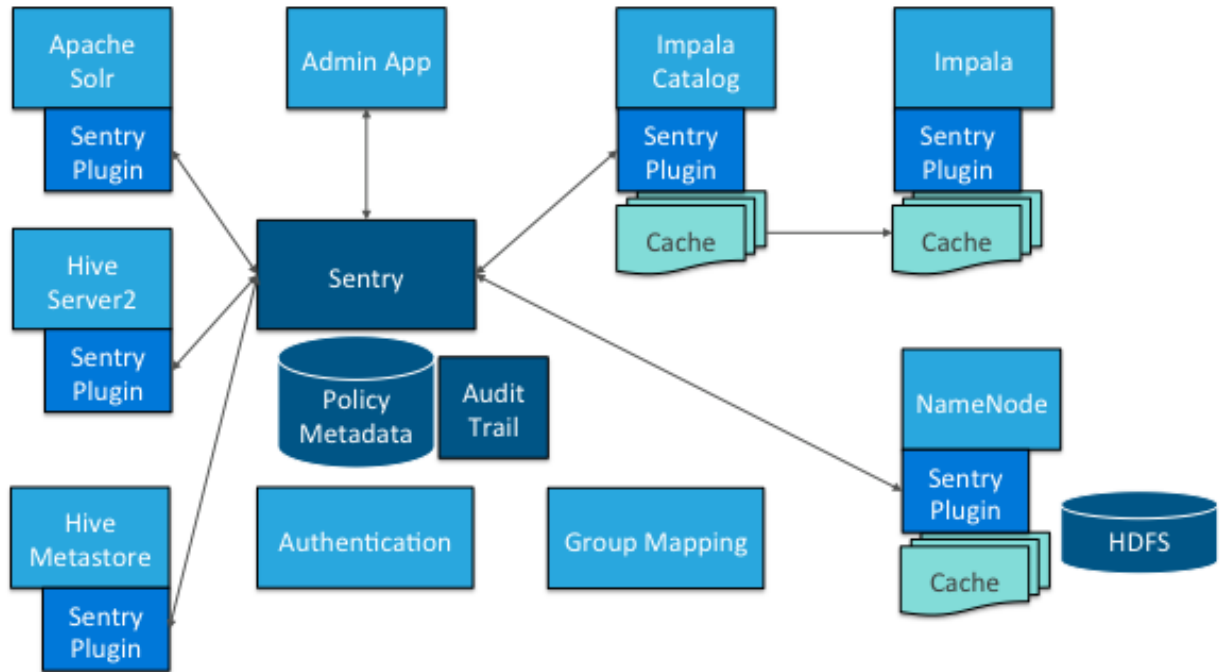 Apache
Solr
Sentry
Plugin
Admin App
Impala
Catalog
Sentry
Plugin
Cache
Impala
Sentry
Plugin
Cache
Hive
Server2
Sentry
Plugin
Sentry
Policy
Metadata
Audit
Trail
NameNode
Sentry
Plugin
Cache
HDFS
Hive
Metastore
Sentry
Plugin
Authentication
Group Mapping